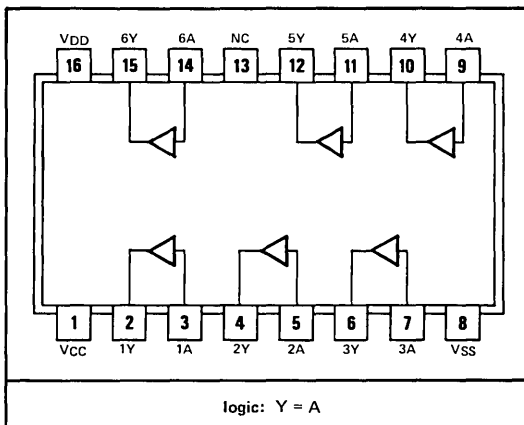 VDD 6Y 6A NC 5Y 5A 4Y 4A
16 15 14 13 12 11 10 9
1 2 3 4 5 6 7 8
VCC 1Y 1A 2Y 2A 3Y 3A VSS
logic: Y = A